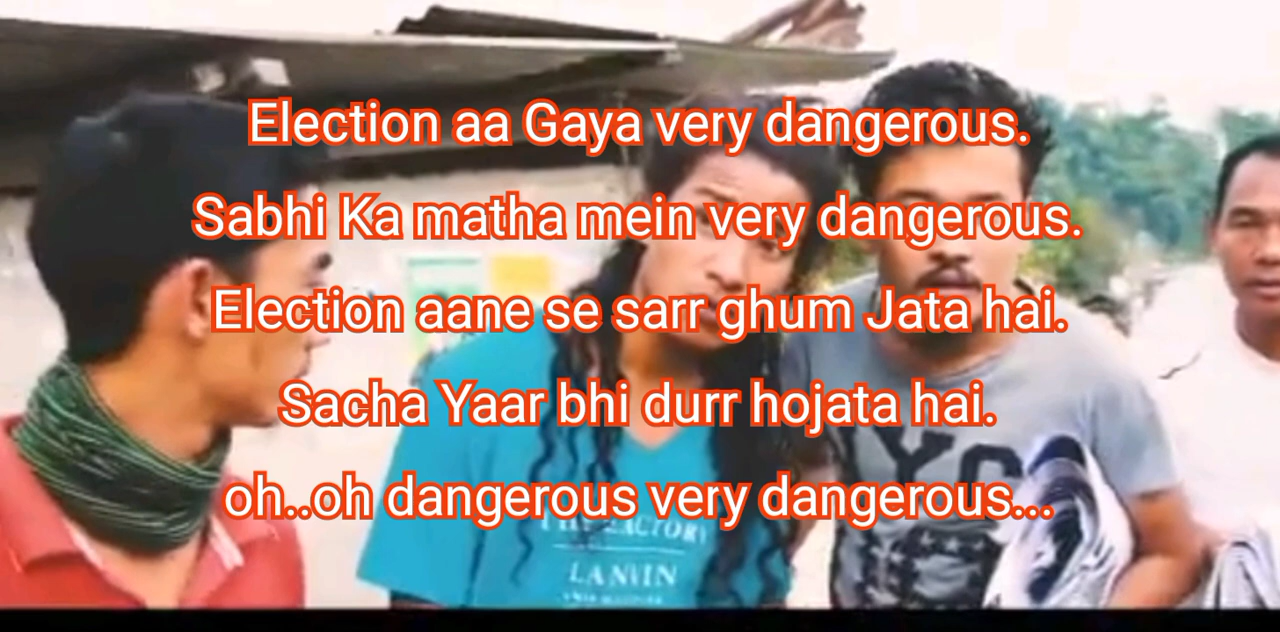 Election aa Gaya very dangerous.
Sabhi Ka matha mein very dangerous.
Election aane se sarr ghum Jata hai.
Sacha Yaar bhi durr hojata hai.
oh..oh dangerous very dangerous...
LANVIN